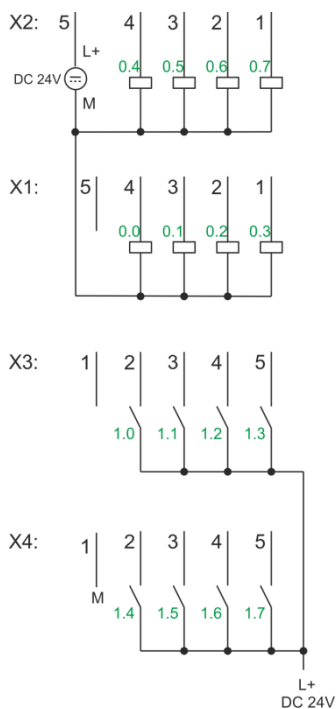 X2: 5 4 3 2 1
L+
0.4 0.5 0.6 0.7
DC 24V
M
X1: 5 4 3 2 1
0.0 0.1 0.2 0.3
X3: 1 2 3 4 5
1.0 1.1 1.2 1.3
X4: 1 2 3 4 5
M
1.4 1.5 1.6 1.7
L+
DC 24V